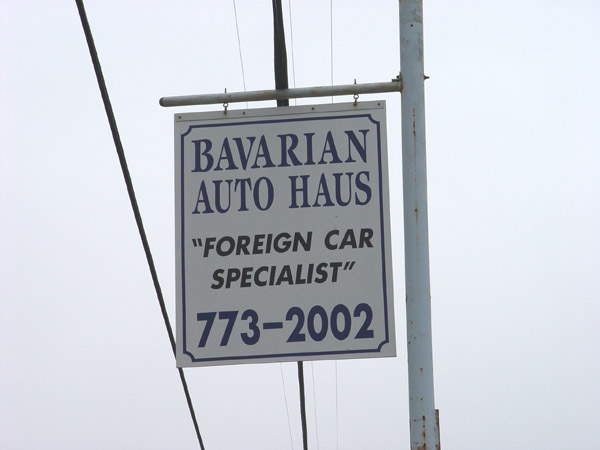 BAVARIAN
AUTO HAUS
"FOREIGN CAR
SPECIALIST"
773-2002